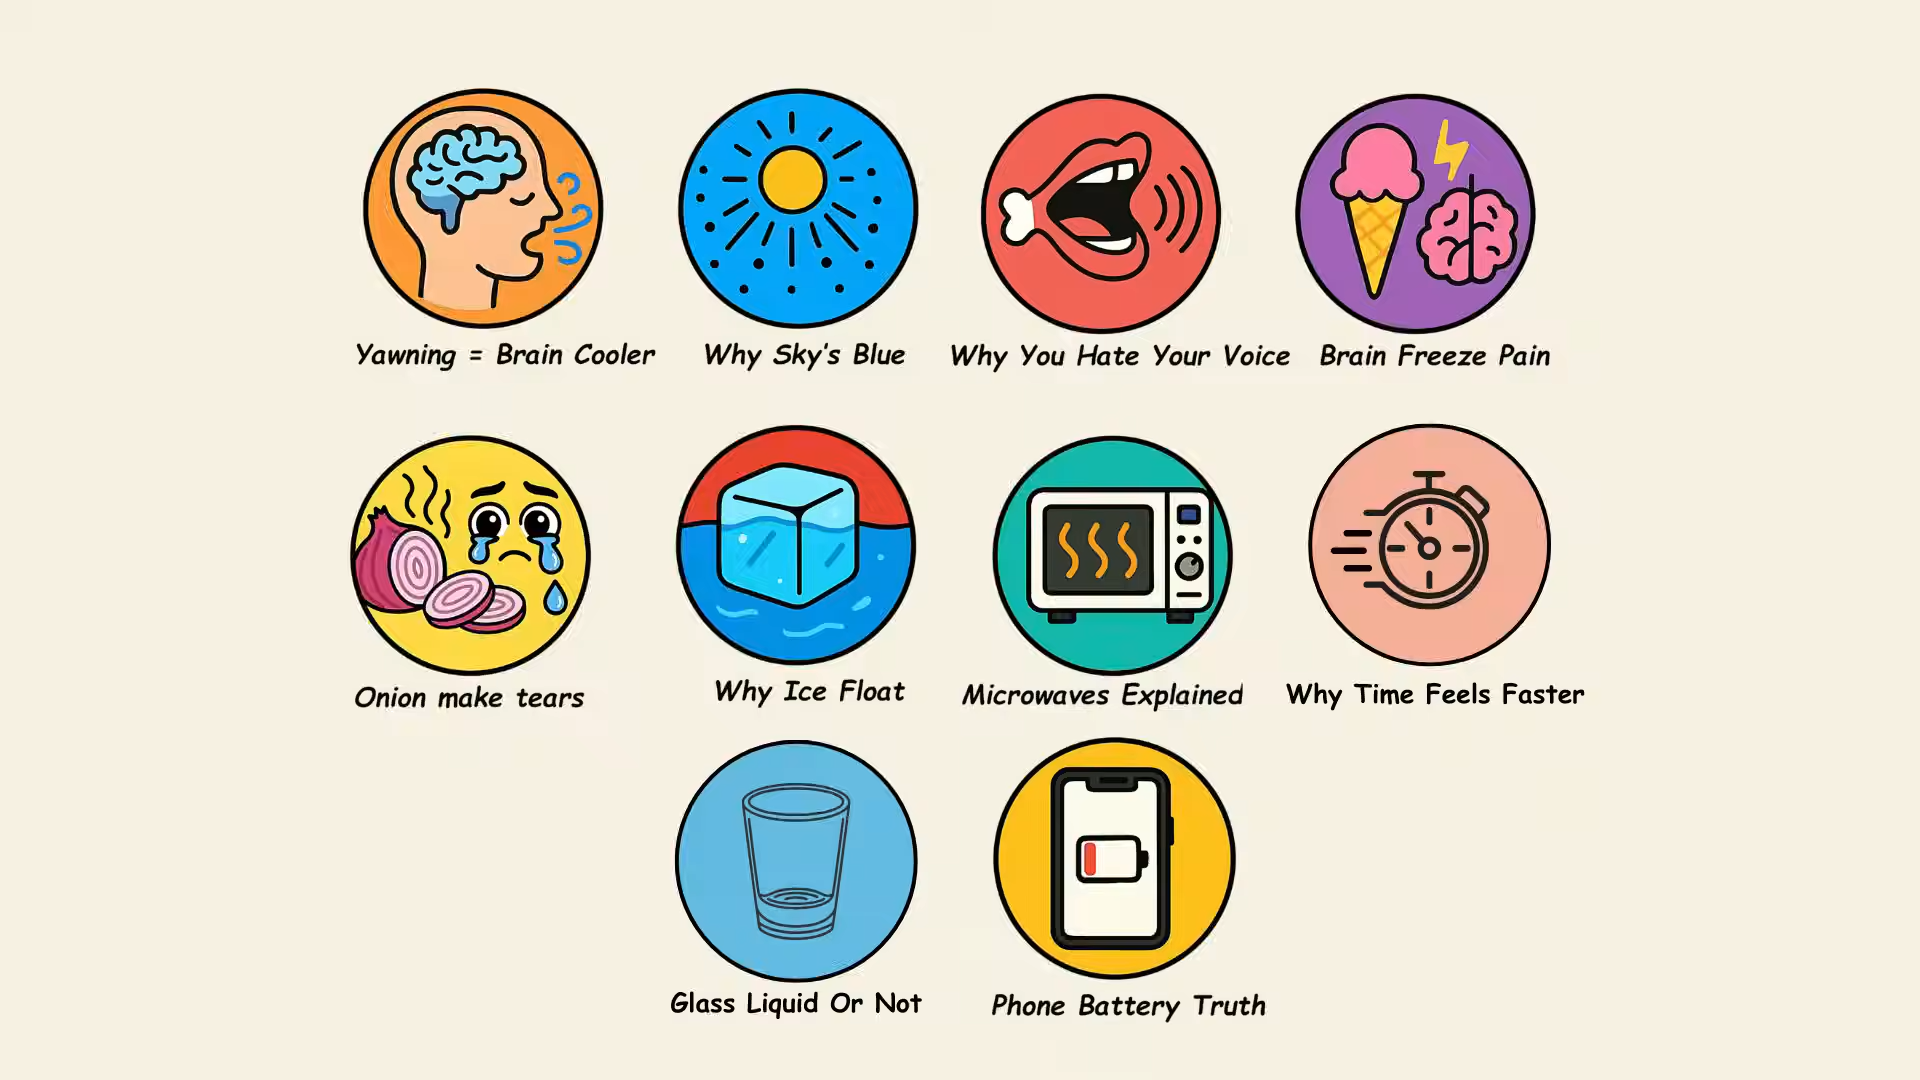 Yawning = Brain Cooler
Why Sky's Blue
Why You Hate Your Voice
Brain Freeze Pain
Onion make tears
Why Ice Float
Microwaves Explained
Why Time Feels Faster
Glass Liquid Or Not
Phone Battery Truth